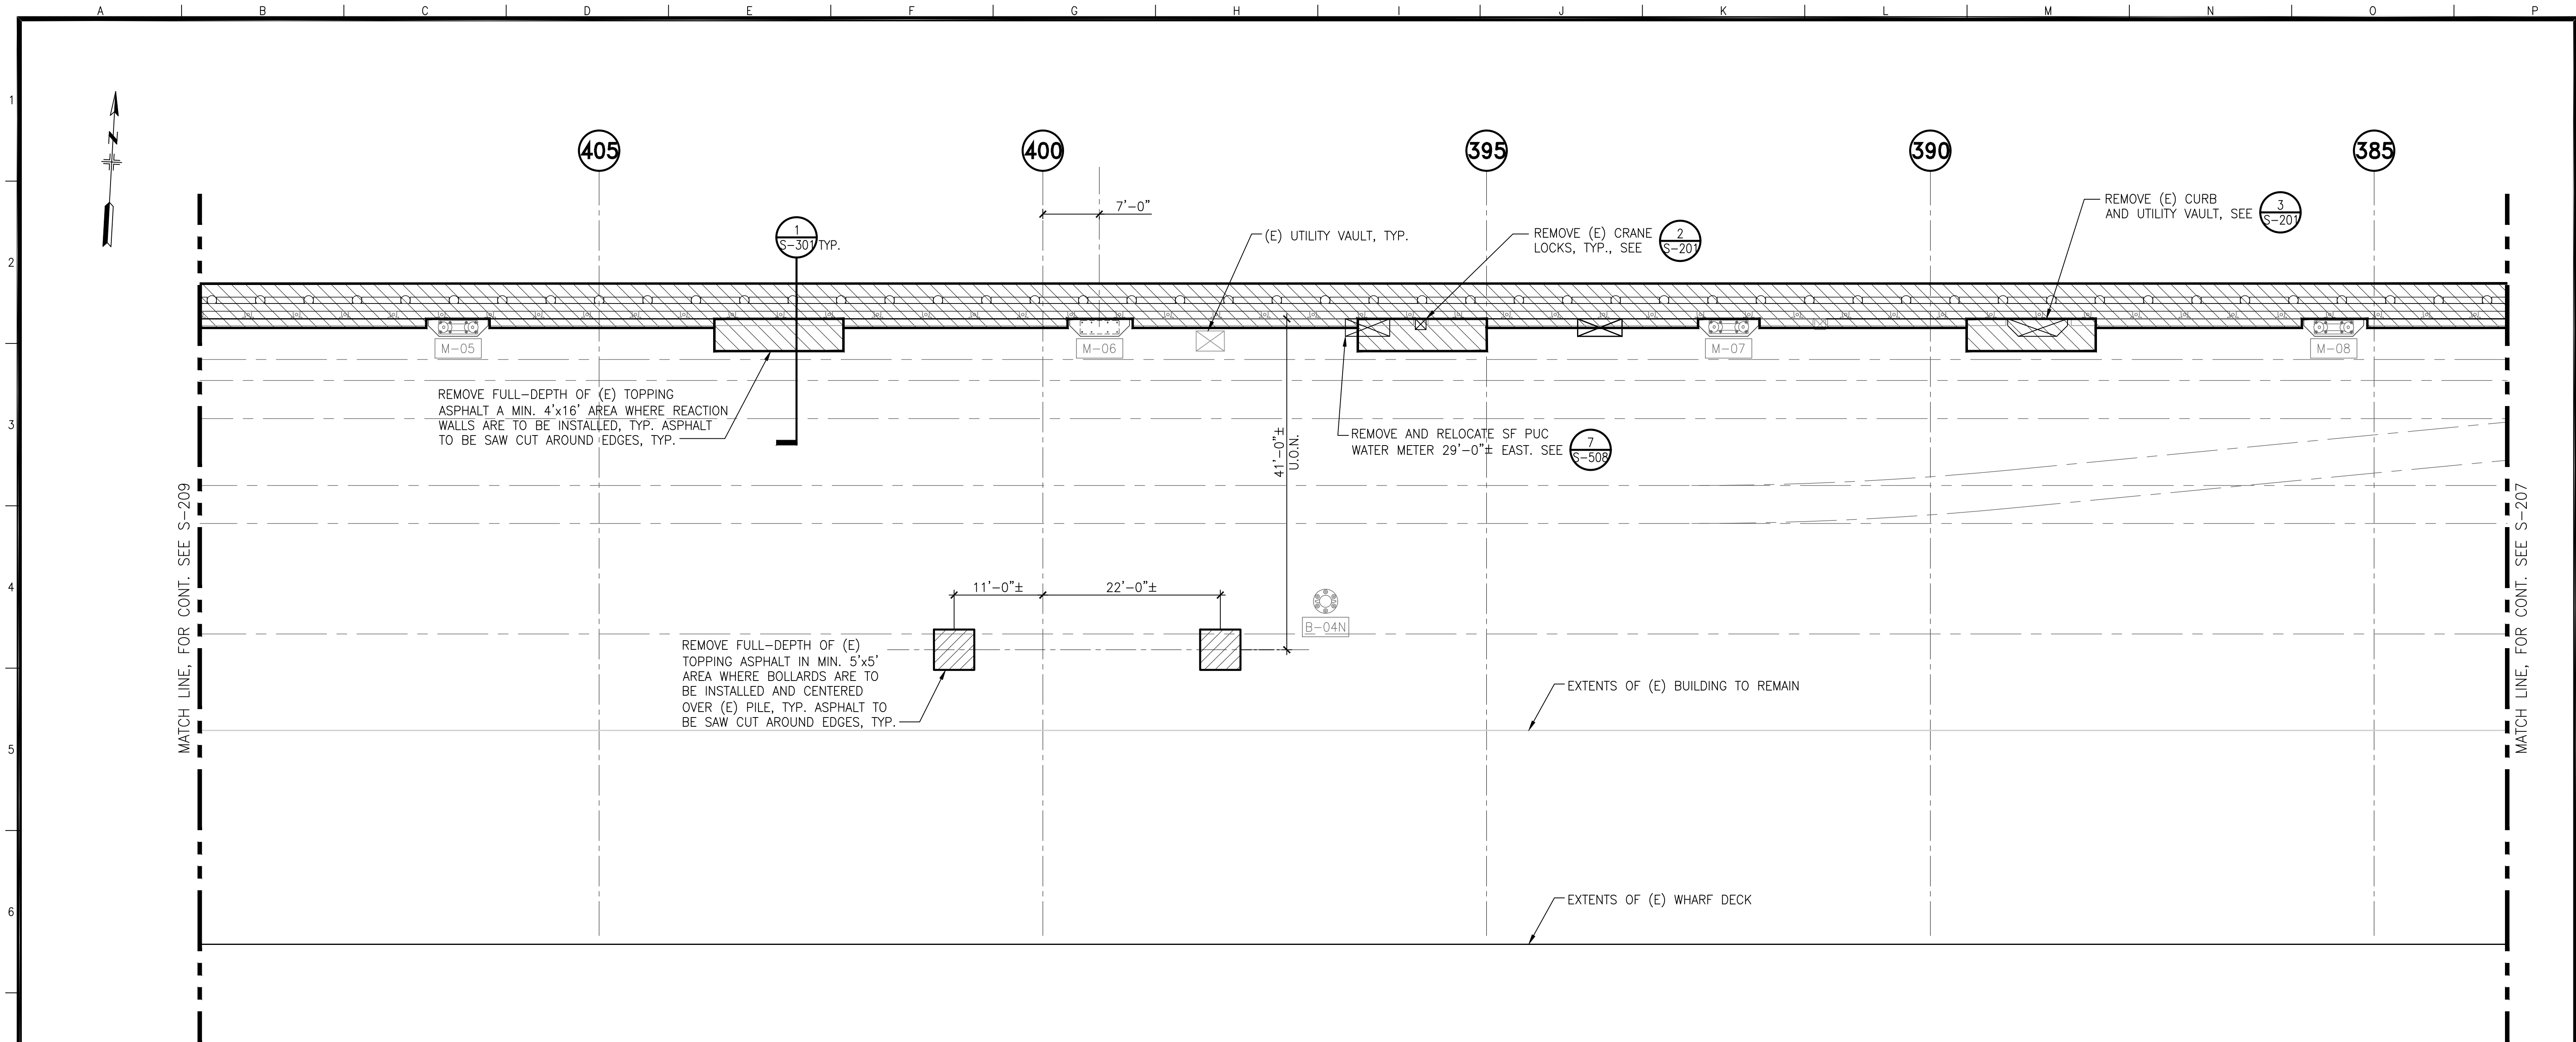 A B C D E F G H I J K L M N O P
1
2
3
4
5
6
N
405
400
395
390
385
7'-0"
1
S-301 TYP.
(E) UTILITY VAULT, TYP.
REMOVE (E) CRANE
LOCKS, TYP., SEE
2
S-201
REMOVE (E) CURB
AND UTILITY VAULT, SEE
3
S-201
M-05
M-06
M-07
M-08
REMOVE FULL-DEPTH OF (E) TOPPING
ASPHALT A MIN. 4'x16' AREA WHERE REACTION
WALLS ARE TO BE INSTALLED, TYP. ASPHALT
TO BE SAW CUT AROUND EDGES, TYP.
41'-0"±
U.O.N.
REMOVE AND RELOCATE SF PUC
WATER METER 29'-0"± EAST. SEE
7
S-508
MATCH LINE, FOR CONT. SEE S-209
MATCH LINE, FOR CONT. SEE S-207
11'-0"±
22'-0"±
B-04N
REMOVE FULL-DEPTH OF (E)
TOPPING ASPHALT IN MIN. 5'x5'
AREA WHERE BOLLARDS ARE TO
BE INSTALLED AND CENTERED
OVER (E) PILE, TYP. ASPHALT TO
BE SAW CUT AROUND EDGES, TYP.
EXTENTS OF (E) BUILDING TO REMAIN
EXTENTS OF (E) WHARF DECK